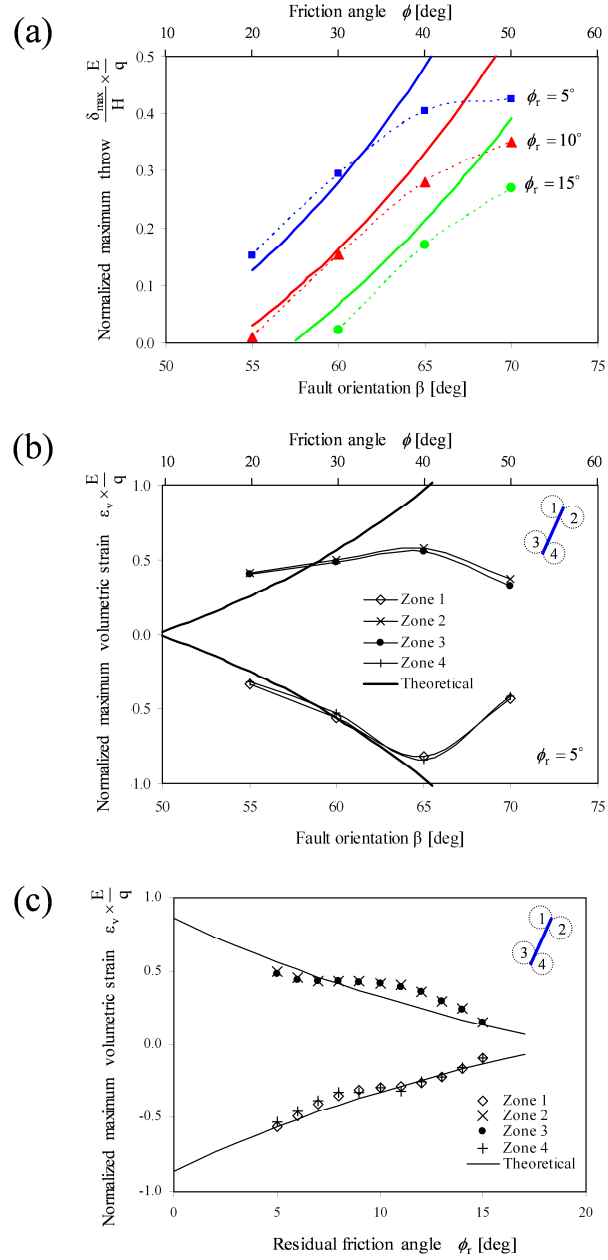 (a)
Friction angle ϕ [deg]
10 20 30 40 50 60
Normalized maximum throw δmax/H × E/q
0.5
0.4
0.3
0.2
0.1
0.0
ϕr = 5°
ϕr = 10°
ϕr = 15°
50 55 60 65 70 75
Fault orientation β [deg]
(b)
Friction angle ϕ [deg]
10 20 30 40 50 60
Normalized maximum volumetric strain εv × E/q
1.0
0.5
0.0
0.5
-1.0
1
2
3
4
Zone 1
Zone 2
Zone 3
Zone 4
Theoretical
ϕr = 5°
50 55 60 65 70 75
Fault orientation β [deg]
(c)
Normalized maximum volumetric strain εv × E/q
1.0
0.5
0.0
-0.5
-1.0
1
2
3
4
Zone 1
Zone 2
Zone 3
Zone 4
Theoretical
0 5 10 15 20
Residual friction angle ϕr [deg]